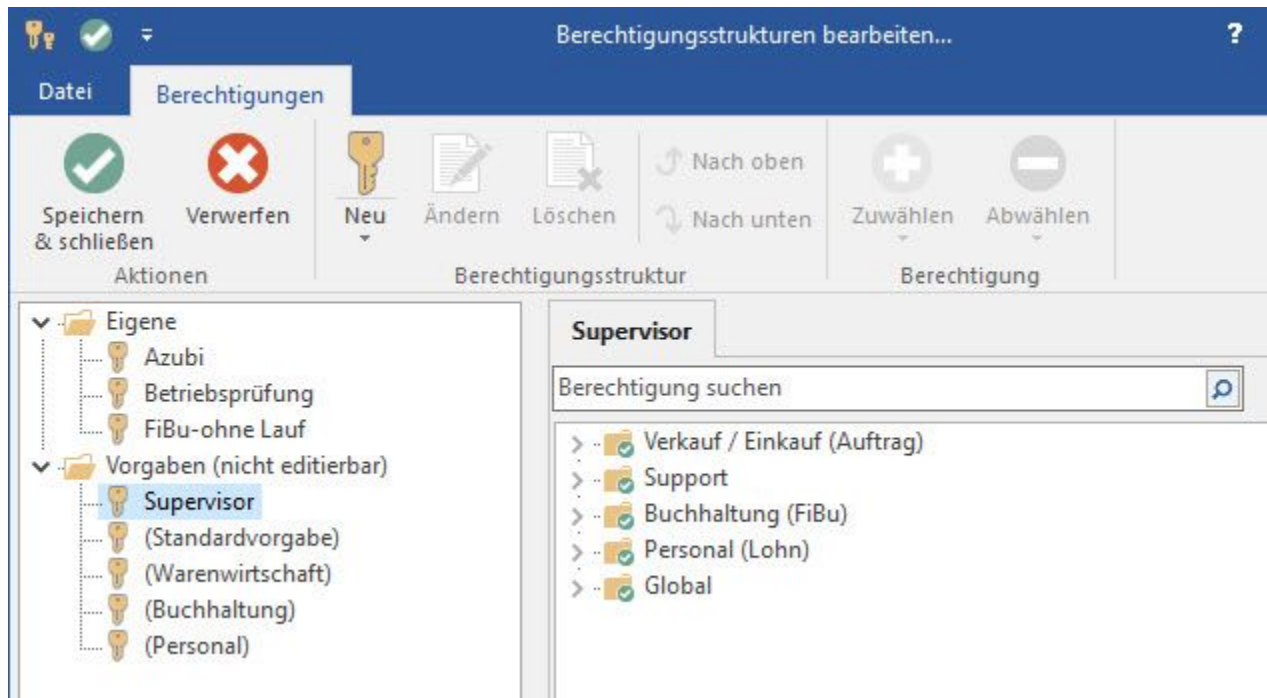 Berechtigungsstrukturen bearbeiten...
?
Datei
Berechtigungen
Speichern & schließen
Verwerfen
Neu
Ändern
Löschen
Nach oben
Nach unten
Zuwählen
Abwählen
Aktionen
Berechtigungsstruktur
Berechtigung
Eigene
Azubi
Betriebsprüfung
FiBu-ohne Lauf
Vorgaben (nicht editierbar)
Supervisor
(Standardvorgabe)
(Warenwirtschaft)
(Buchhaltung)
(Personal)
Supervisor
Berechtigung suchen
Verkauf / Einkauf (Auftrag)
Support
Buchhaltung (FiBu)
Personal (Lohn)
Global